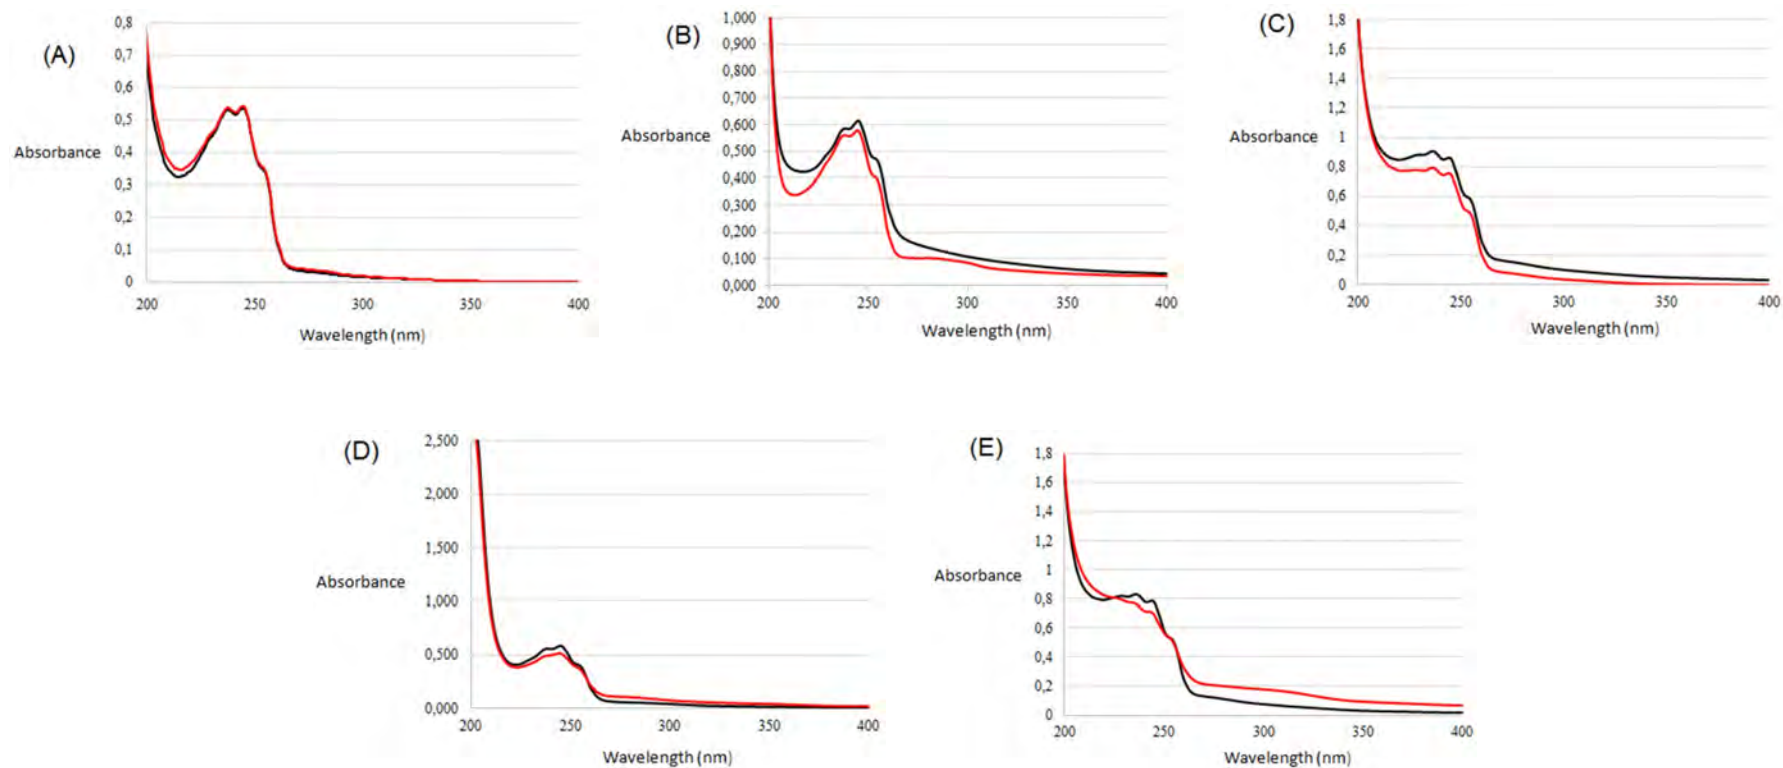 (A)
0,8
0,7
0,6
0,5
0,4
0,3
0,2
0,1
0
Absorbance
200 250 300 350 400
Wavelength (nm)
(B)
1,000
0,900
0,800
0,700
0,600
0,500
0,400
0,300
0,200
0,100
0,000
Absorbance
200 250 300 350 400
Wavelength (nm)
(C)
1,8
1,6
1,4
1,2
1
0,8
0,6
0,4
0,2
0
Absorbance
200 250 300 350 400
Wavelength (nm)
(D)
2,500
2,000
1,500
1,000
0,500
0,000
Absorbance
200 250 300 350 400
Wavelength (nm)
(E)
1,8
1,6
1,4
1,2
1
0,8
0,6
0,4
0,2
0
Absorbance
200 250 300 350 400
Wavelength (nm)